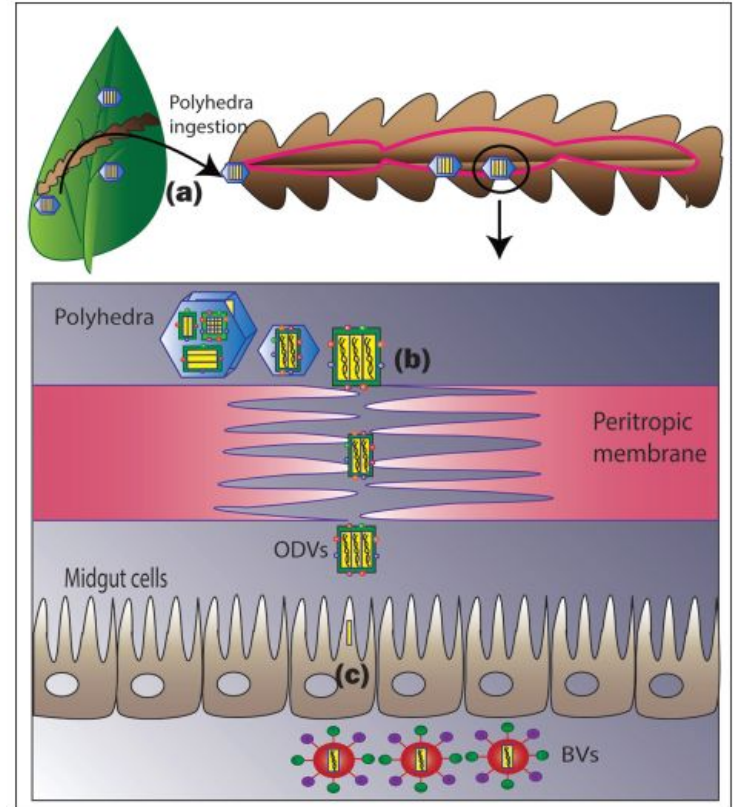 Polyhedra
ingestion
(a)
Polyhedra
(b)
Peritropic
membrane
ODVs
Midgut cells
(c)
BVs